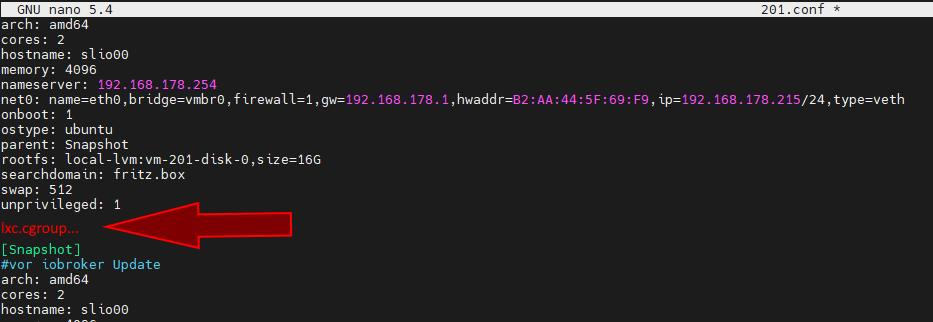 GNU nano 5.4 201.conf *
arch: amd64
cores: 2
hostname: slio00
memory: 4096
nameserver: 192.168.178.254
net0: name=eth0,bridge=vmbr0,firewall=1,gw=192.168.178.1,hwaddr=B2:AA:44:5F:69:F9,ip=192.168.178.215/24,type=veth
onboot: 1
ostype: ubuntu
parent: Snapshot
rootfs: local-lvm:vm-201-disk-0,size=16G
searchdomain: fritz.box
swap: 512
unprivileged: 1
lxc.cgroup...
[Snapshot]
#vor iobroker Update
arch: amd64
cores: 2
hostname: slio00